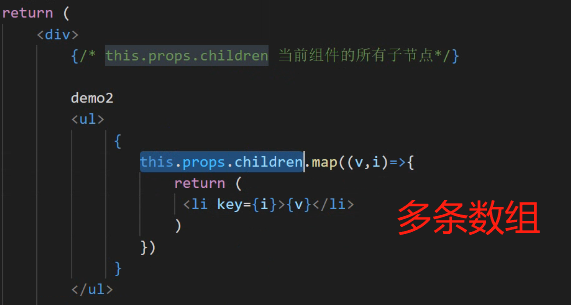 return (
<div>
{/* this.props.children 当前组件的所有子节点*/}
demo2
<ul>
{
this.props.children.map((v,i)=>{
return (
<li key={i}>{v}</li>
)
})
}
</ul>
多条数组